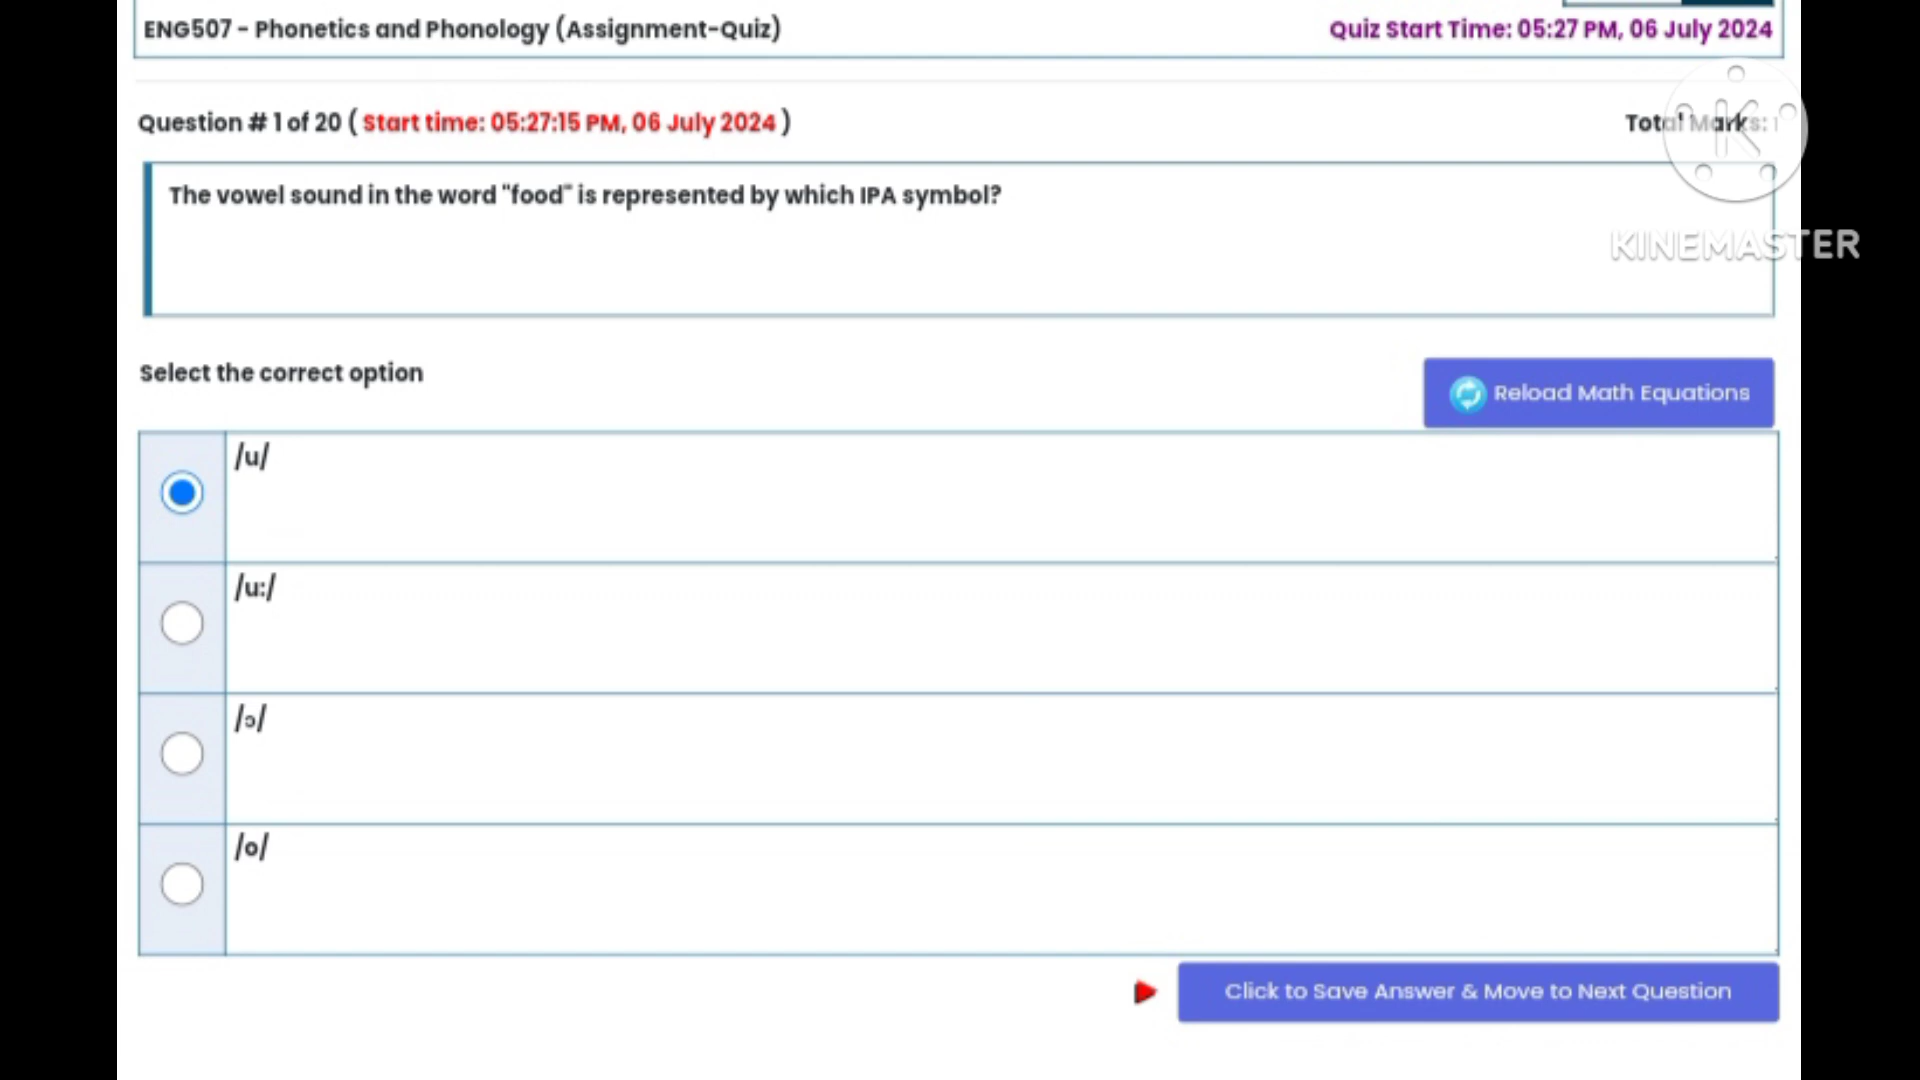 ENG507 - Phonetics and Phonology (Assignment-Quiz)
Quiz Start Time: 05:27 PM, 06 July 2024
Question # 1 of 20 ( Start time: 05:27:15 PM, 06 July 2024 )
Total Marks: 1
The vowel sound in the word "food" is represented by which IPA symbol?
KINEMASTER
Select the correct option
Reload Math Equations
/u/
/u:/
/ɔ/
/o/
Click to Save Answer & Move to Next Question